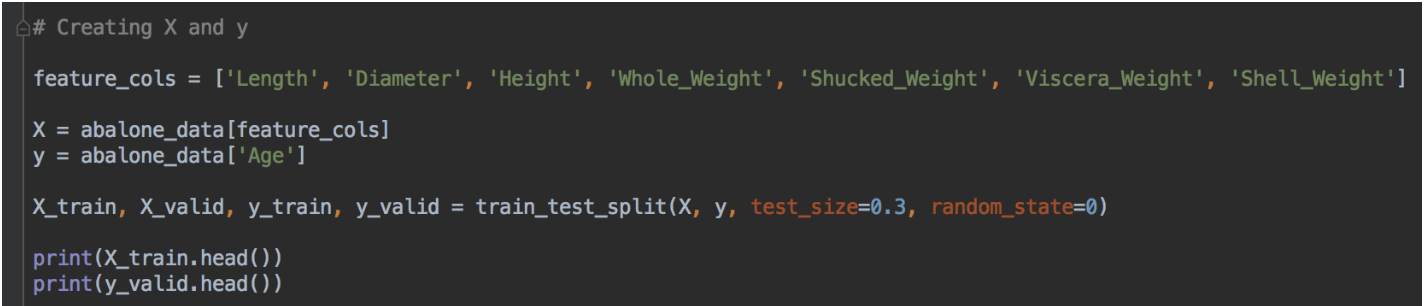 # Creating X and y
feature_cols = ['Length', 'Diameter', 'Height', 'Whole_Weight', 'Shucked_Weight', 'Viscera_Weight', 'Shell_Weight']
X = abalone_data[feature_cols]
y = abalone_data['Age']
X_train, X_valid, y_train, y_valid = train_test_split(X, y, test_size=0.3, random_state=0)
print(X_train.head())
print(y_valid.head())